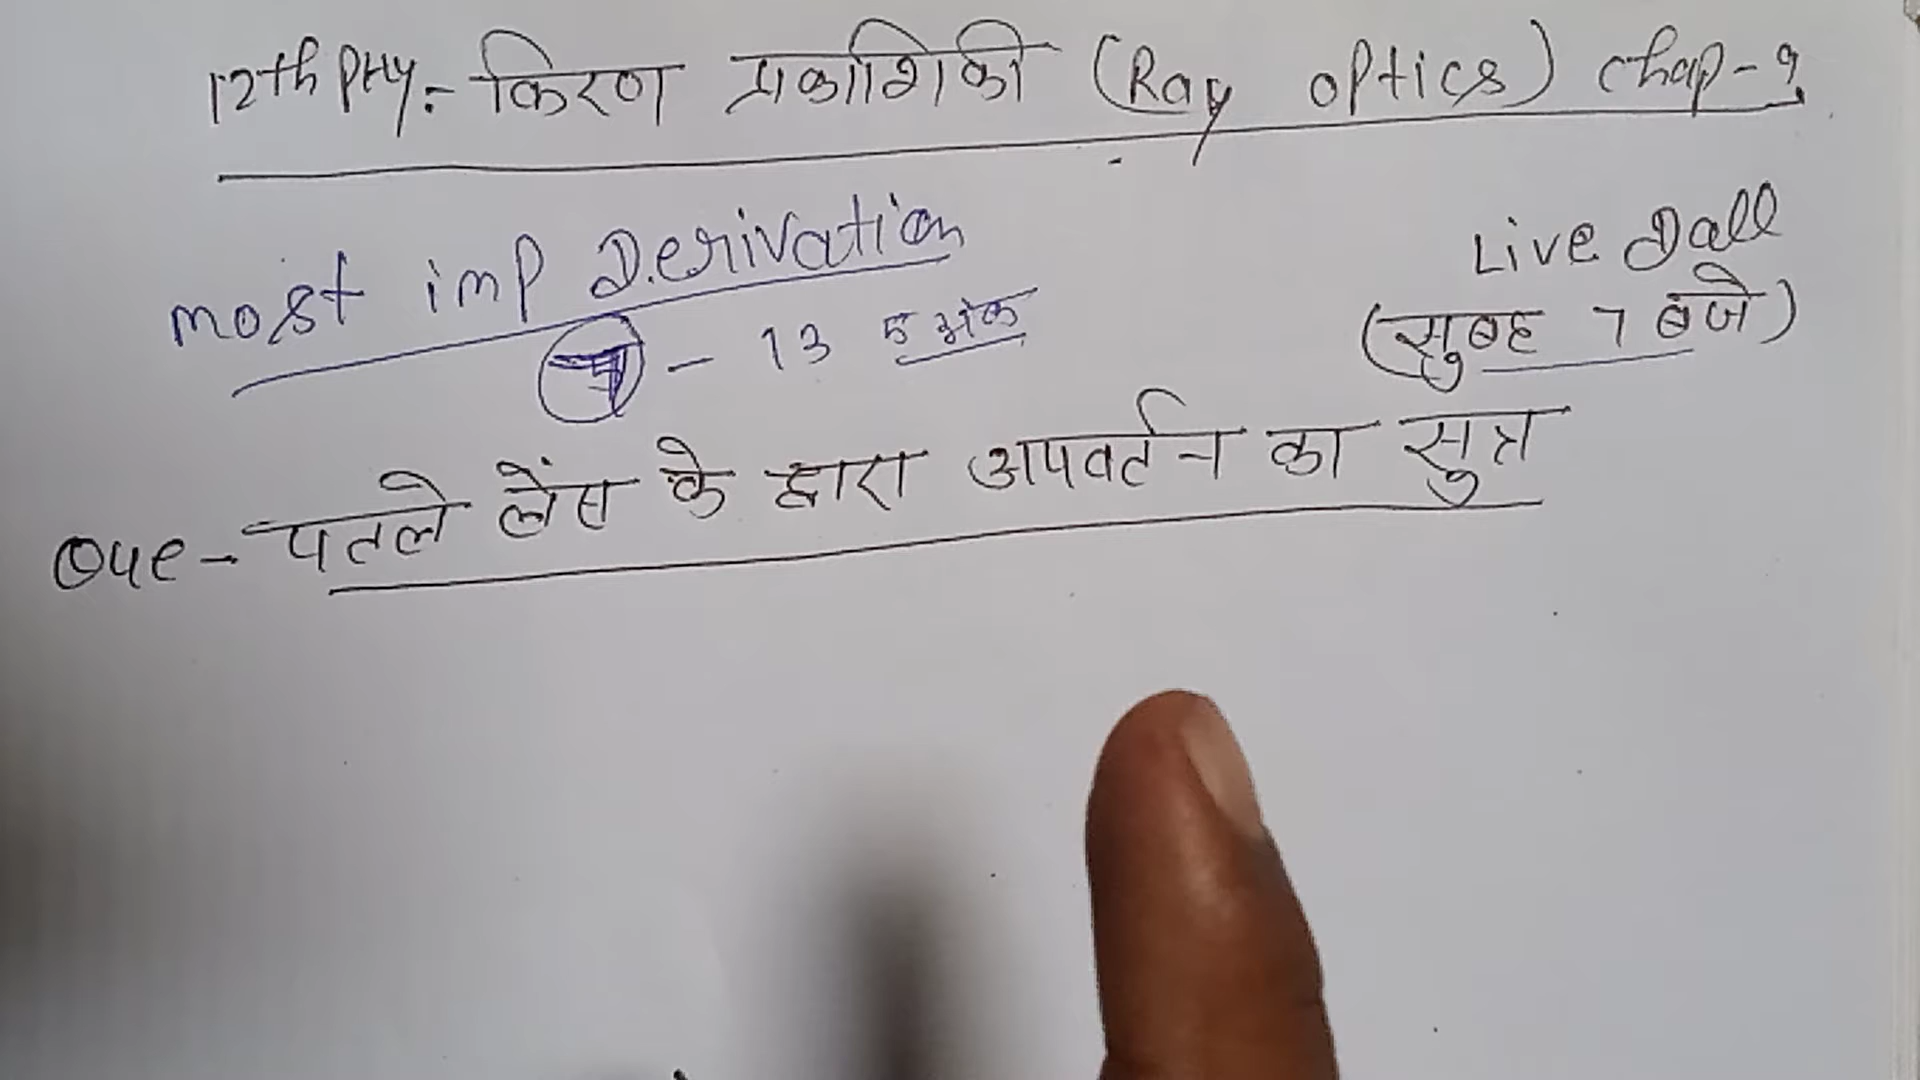 12th PHy:- किरण प्रकाशिकी (Ray optics) chap-9
most imp Derivation
- 13 5 अंक
Live Dall
(सुबह 7 बजे)
Que- पतले लेंस के द्वारा अपवर्तन का सुत्र